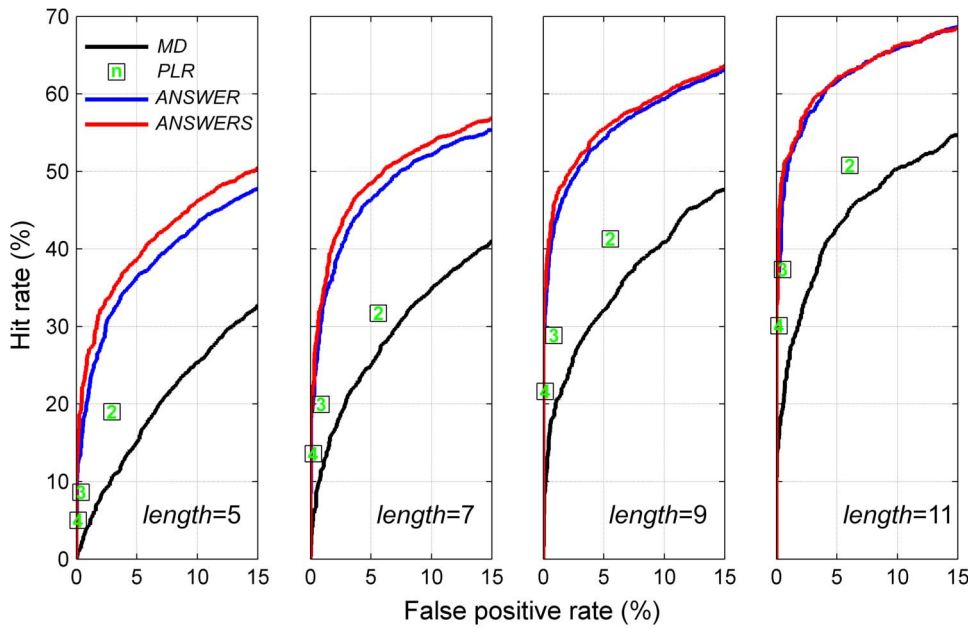 70
60
50
40
30
20
10
0
Hit rate (%)
MD
n PLR
ANSWER
ANSWERS
2
3
4
length=5
0 5 10 15
2
3
4
length=7
0 5 10 15
2
3
4
length=9
0 5 10 15
2
3
4
length=11
0 5 10 15
False positive rate (%)